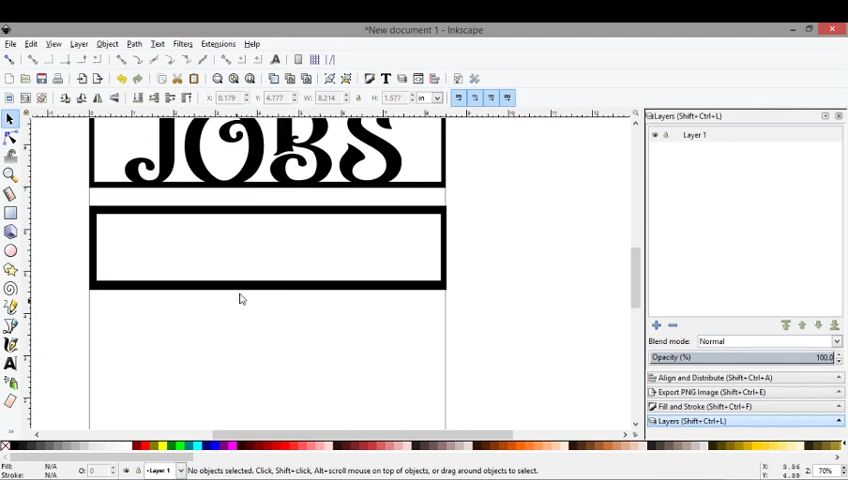 *New document 1 - Inkscape
File Edit View Layer Object Path Text Filters Extensions Help
X: 0.179 Y: 4.777 W: 8.214 H: 1.577 in
Layers (Shift+Ctrl+L)
Layer 1
JOBS
Blend mode: Normal
Opacity (%) 100.0
Align and Distribute (Shift+Ctrl+A)
Export PNG Image (Shift+Ctrl+E)
Fill and Stroke (Shift+Ctrl+F)
Layers (Shift+Ctrl+L)
Fill: N/A
Stroke: N/A
O: 0
•Layer 1
No objects selected. Click, Shift+click, Alt+scroll mouse on top of objects, or drag around objects to select.
X: 3.56
Y: 4.30
Z: 70%